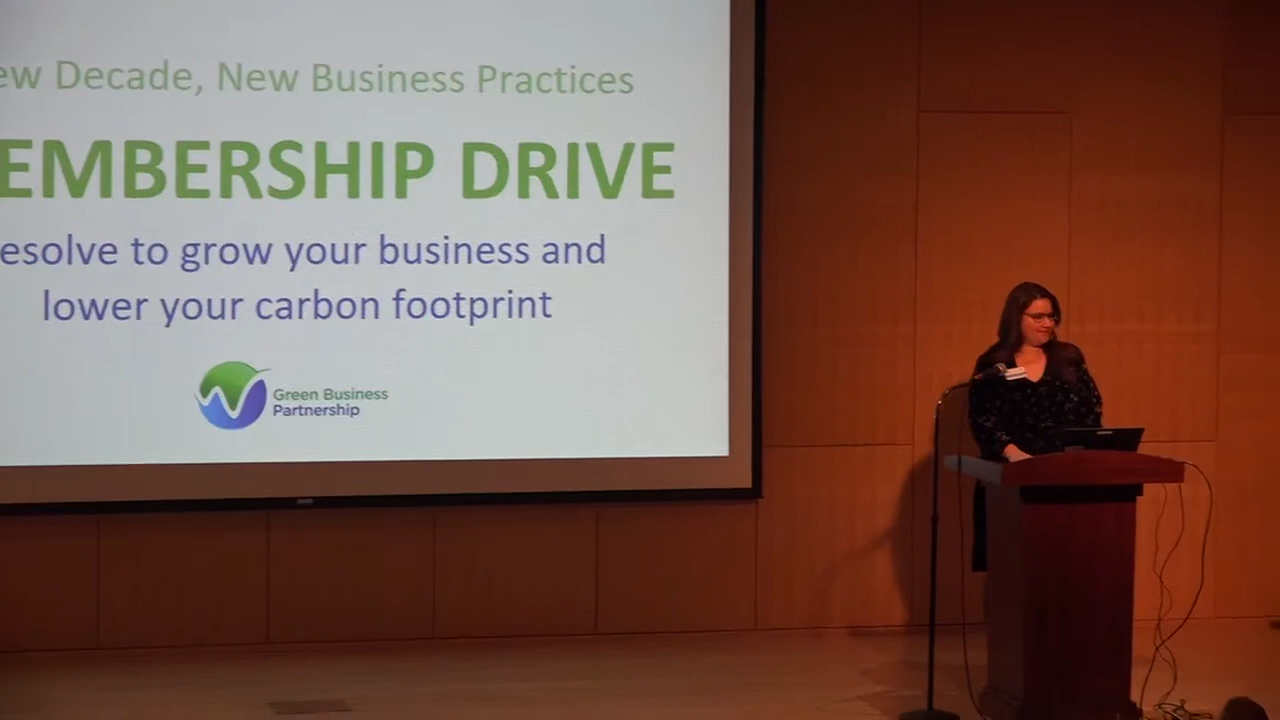 ew Decade, New Business Practices
EMBERSHIP DRIVE
esolve to grow your business and
lower your carbon footprint
Green Business
Partnership